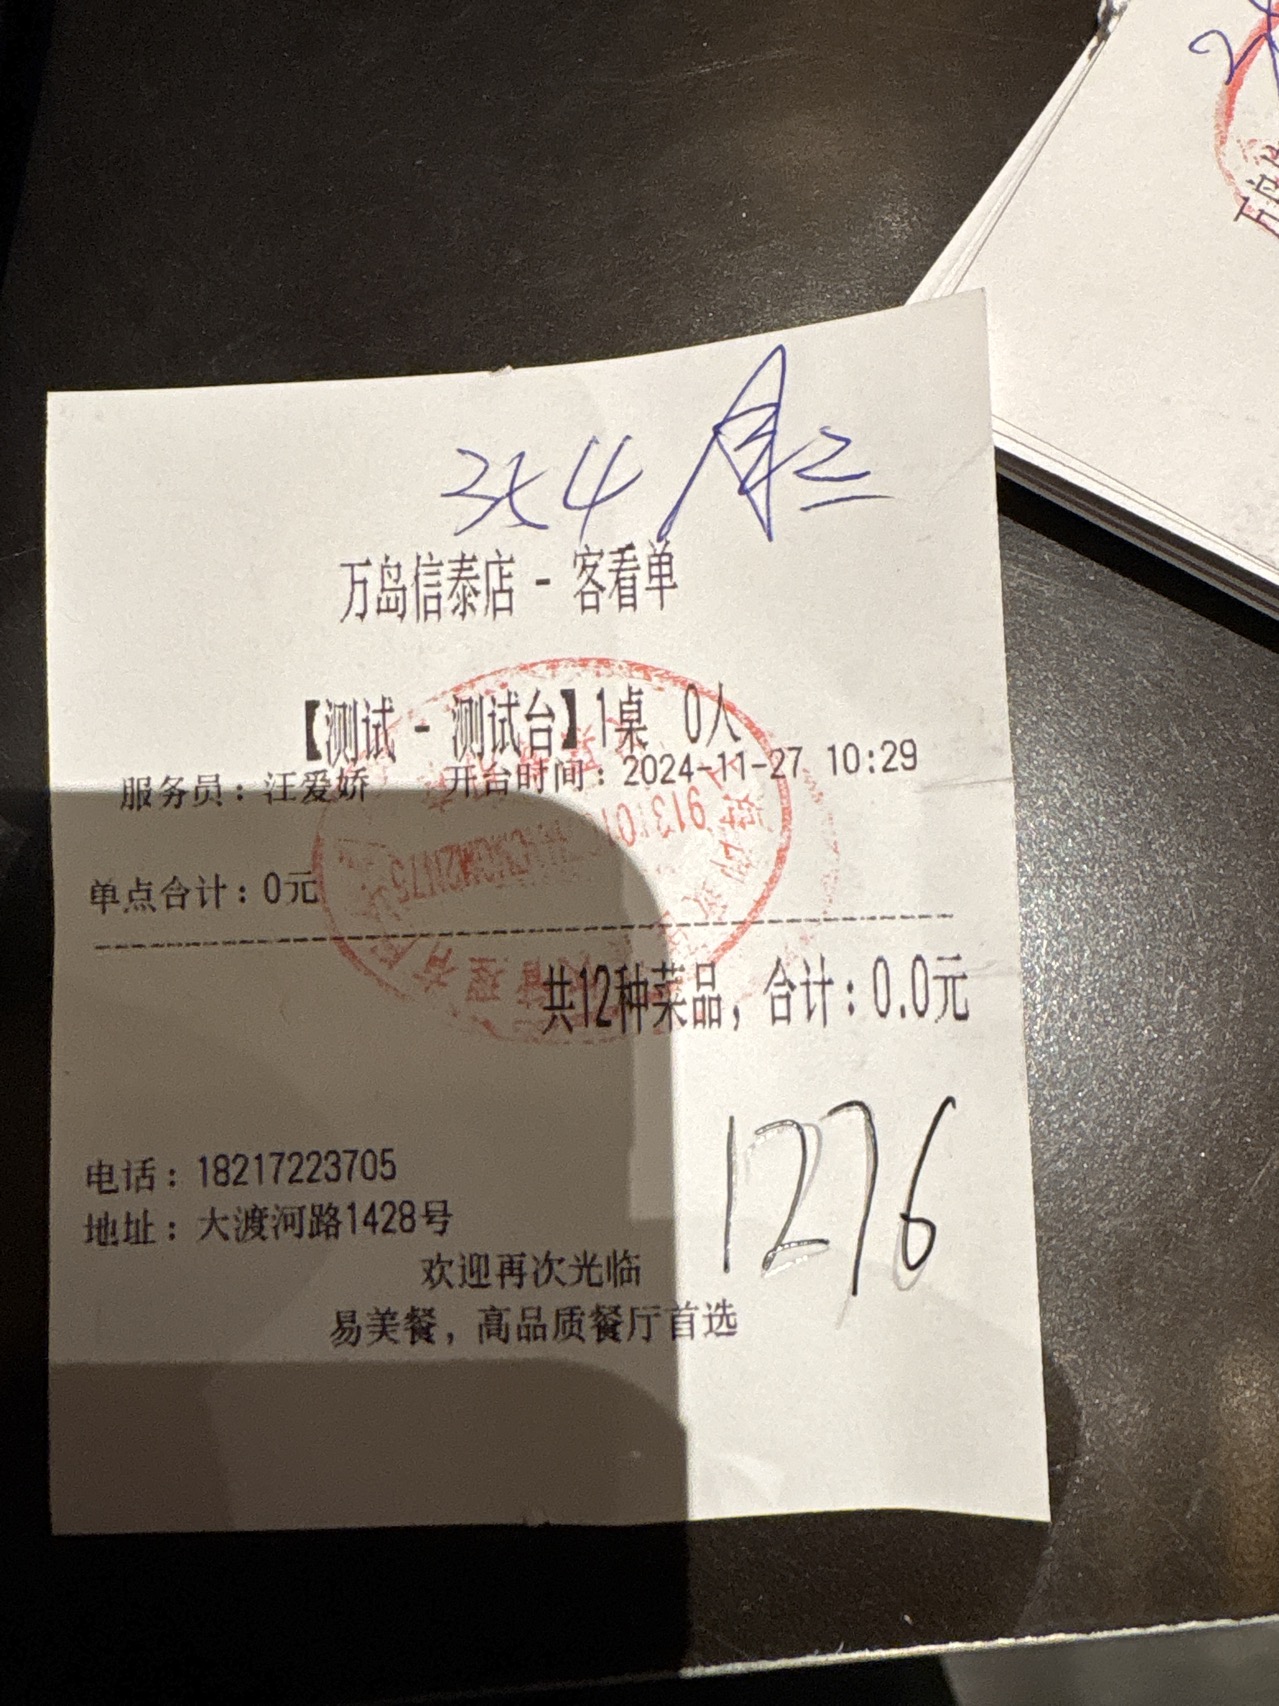 万岛信泰店 - 客看单
【测试 - 测试台】1桌 0人
服务员：汪爱娇 开台时间：2024-11-27 10:29
单点合计：0元
共12种菜品，合计：0.0元
1276
电话：18217223705
地址：大渡河路1428号
欢迎再次光临
易美餐，高品质餐厅首选